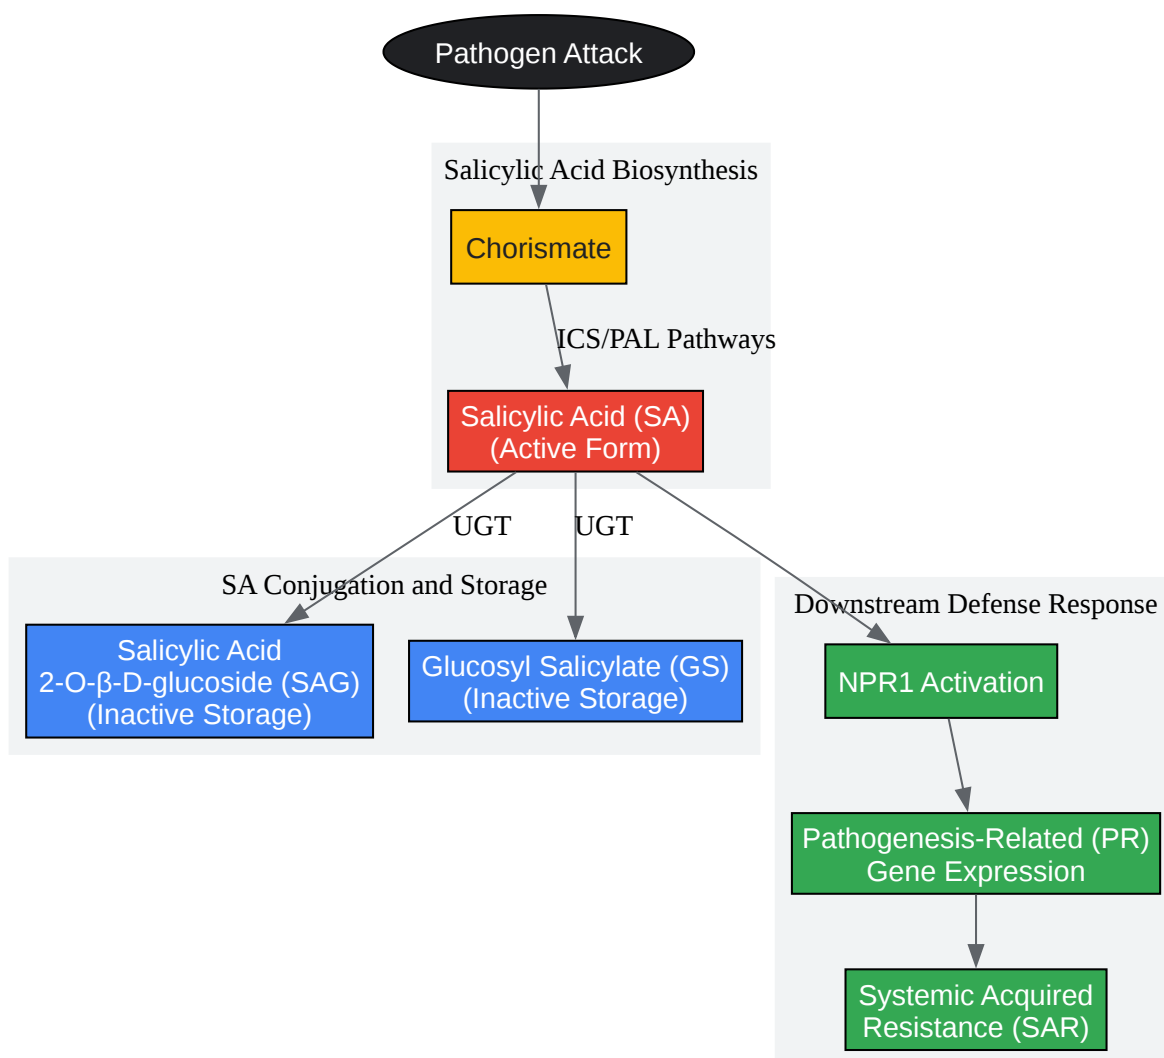 Pathogen Attack
Salicylic Acid Biosynthesis
Chorismate
ICS/PAL Pathways
Salicylic Acid (SA)
(Active Form)
UGT
UGT
SA Conjugation and Storage
Salicylic Acid
2-O-β-D-glucoside (SAG)
(Inactive Storage)
Glucosyl Salicylate (GS)
(Inactive Storage)
Downstream Defense Response
NPR1 Activation
Pathogenesis-Related (PR)
Gene Expression
Systemic Acquired
Resistance (SAR)